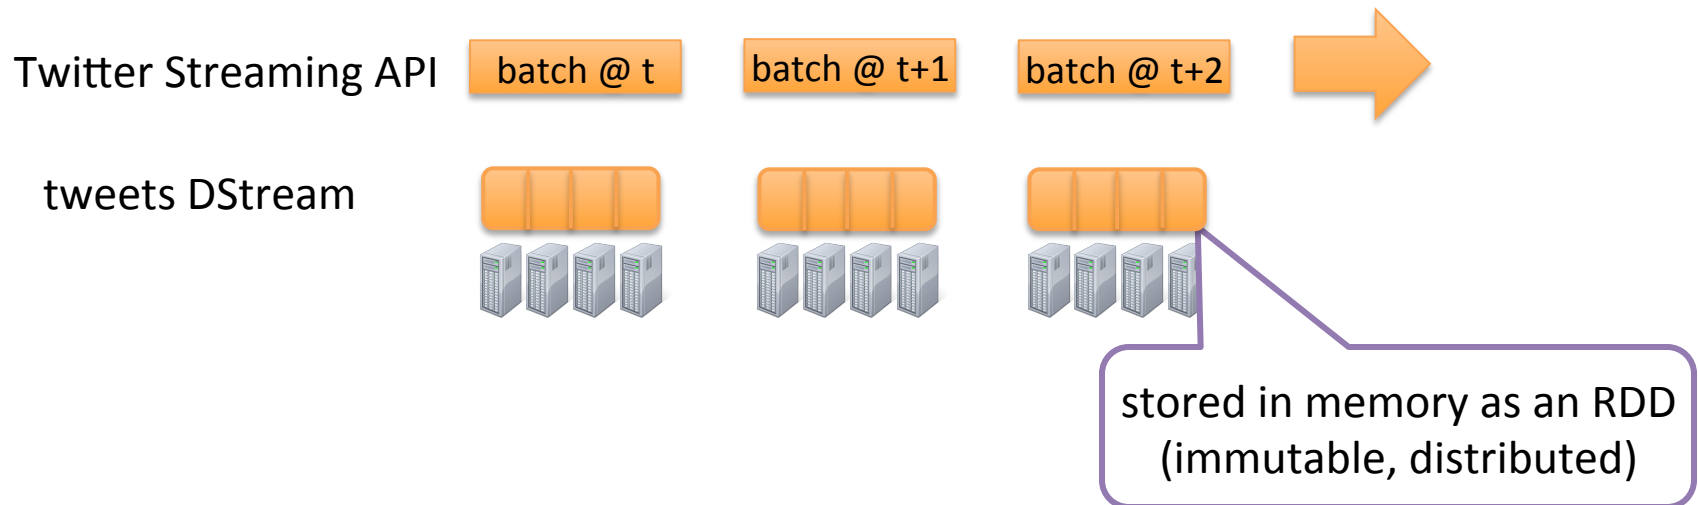 Twitter Streaming API
batch @ t
batch @ t+1
batch @ t+2
tweets DStream
stored in memory as an RDD
(immutable, distributed)